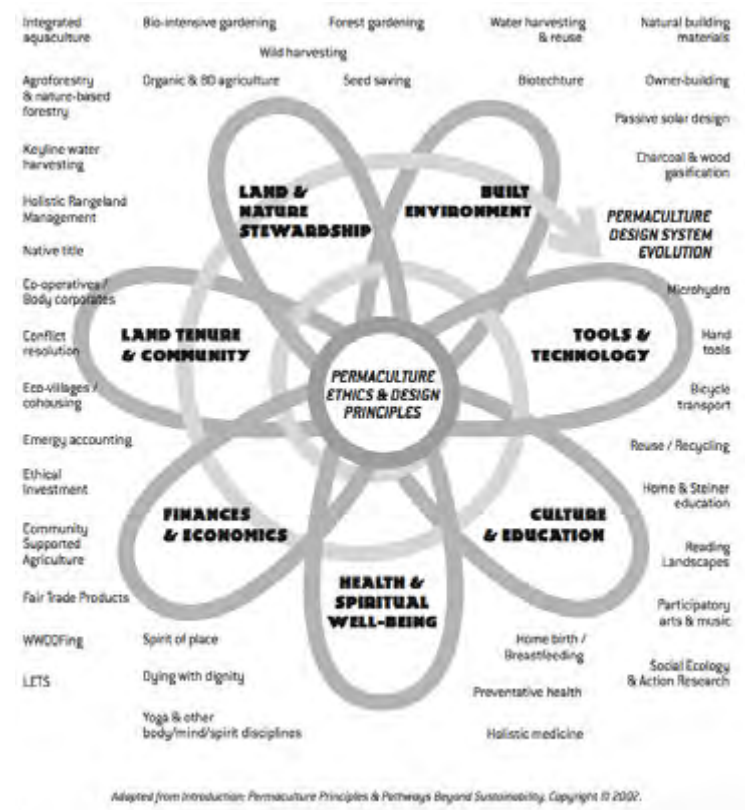 Integrated
aquaculture
Bio-intensive gardening
Forest gardening
Water harvesting
& reuse
Natural building
materials
Wild harvesting
Agroforestry
& nature-based
forestry
Organic & BD agriculture
Seed saving
Biotechture
Owner-building
Passive solar design
Keyline water
harvesting
Charcoal & wood
gasification
Holistic Rangeland
Management
LAND &
NATURE
STEWARDSHIP
BUILT
ENVIRONMENT
PERMACULTURE
DESIGN SYSTEM
EVOLUTION
Native title
Co-operatives /
Body corporates
Microhydro
Conflict
resolution
LAND TENURE
& COMMUNITY
TOOLS &
TECHNOLOGY
Hand
tools
PERMACULTURE
ETHICS & DESIGN
PRINCIPLES
Eco-villages /
cohousing
Bicycle
transport
Emergy accounting
Reuse / Recycling
Ethical
Investment
Home & Steiner
education
FINANCES
& ECONOMICS
CULTURE
& EDUCATION
Community
Supported
Agriculture
Reading
Landscapes
HEALTH &
SPIRITUAL
WELL-BEING
Fair Trade Products
Participatory
arts & music
WWOOFing
Spirit of place
Home birth /
Breastfeeding
LETS
Dying with dignity
Preventative health
Social Ecology
& Action Research
Yoga & other
body/mind/spirit disciplines
Holistic medicine
Adapted from Introduction: Permaculture Principles & Pathways Beyond Sustainability. Copyright © 2002.